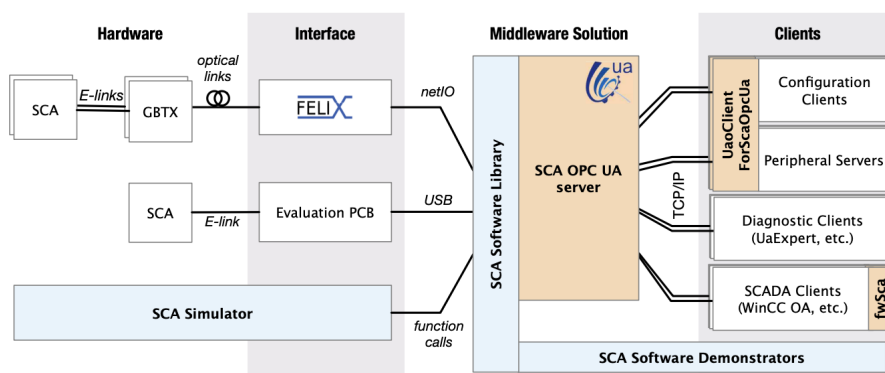 Hardware
Interface
Middleware Solution
Clients
optical
links
E-links
SCA
GBTX
FELIX
netIO
ua
UaoClient
ForScaOpcUa
Configuration
Clients
Peripheral Servers
SCA Software Library
SCA OPC UA
server
TCP/IP
SCA
E-link
Evaluation PCB
USB
Diagnostic Clients
(UaExpert, etc.)
SCADA Clients
(WinCC OA, etc.)
fwSca
SCA Simulator
function
calls
SCA Software Demonstrators